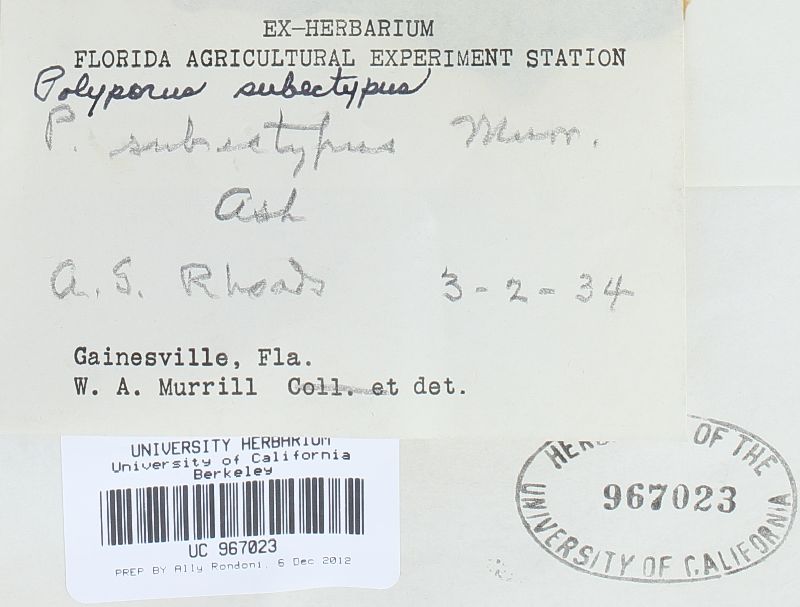 EX-HERBARIUM
FLORIDA AGRICULTURAL EXPERIMENT STATION
Polyporus subectypus
P. subectypus Murr.
Ash
A. S. Rhoads 3-2-34
Gainesville, Fla.
W. A. Murrill Coll. et det.
UNIVERSITY HERBARIUM
University of California
Berkeley
UC 967023
PREP BY Ally Rondoni, 6 Dec 2012
OF THE
967023
UNIVERSITY OF CALIFORNIA